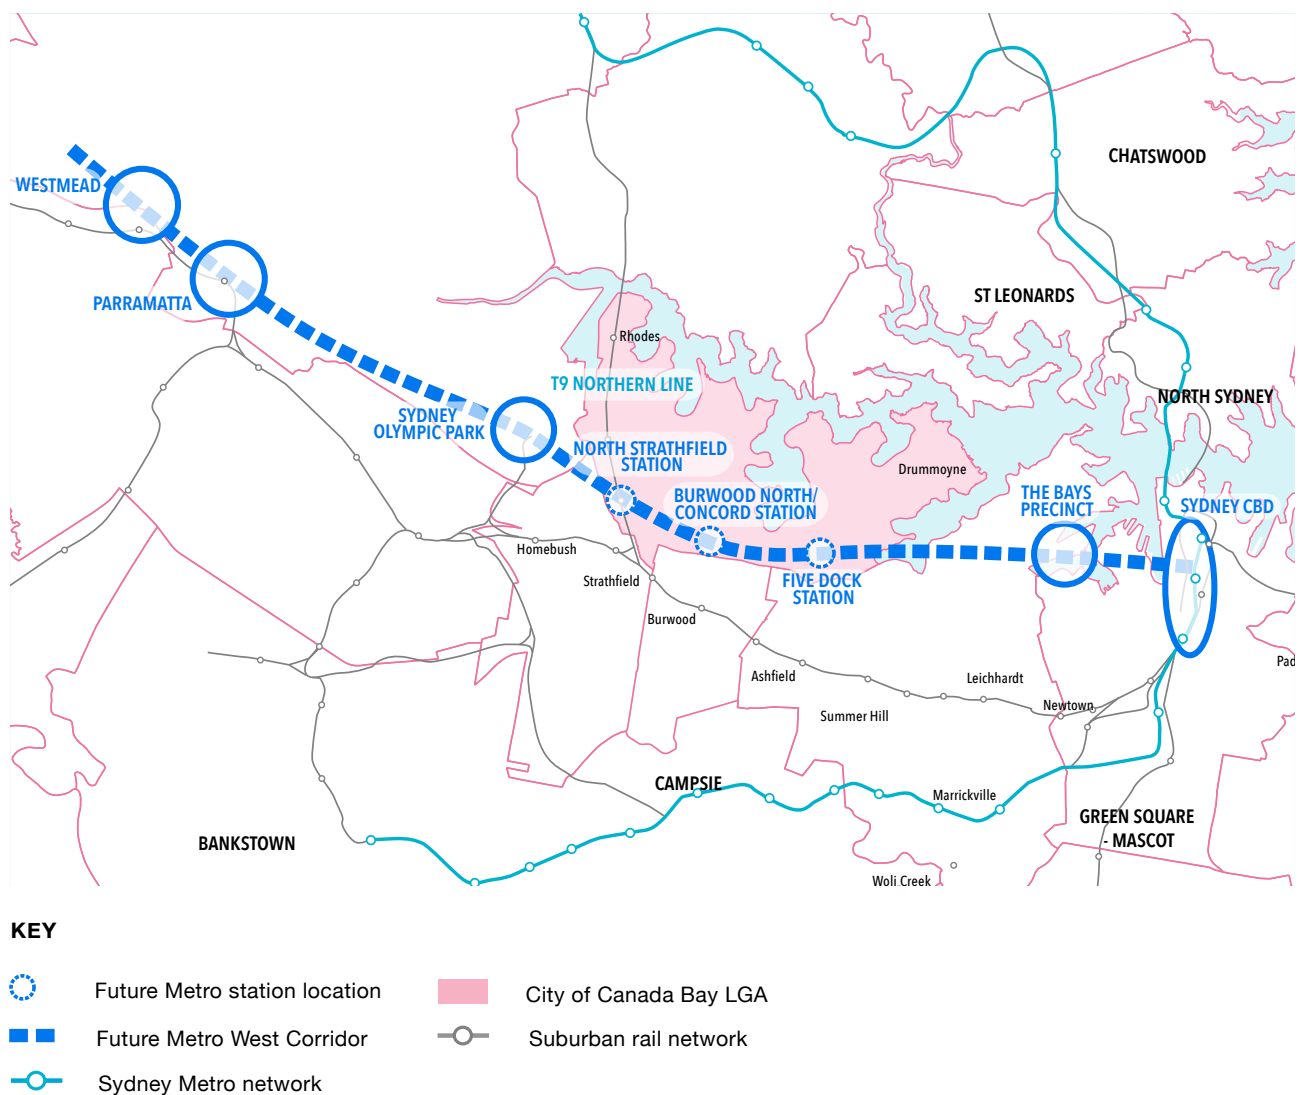 CHATSWOOD
WESTMEAD
PARRAMATTA
ST LEONARDS
Rhodes
T9 NORTHERN LINE
NORTH SYDNEY
SYDNEY
OLYMPIC PARK
NORTH STRATHFIELD
STATION
Drummoyne
BURWOOD NORTH/
CONCORD STATION
THE BAYS
PRECINCT
SYDNEY CBD
Homebush
Strathfield
FIVE DOCK
STATION
Burwood
Ashfield
Leichhardt
Pad
Summer Hill
Newtown
CAMPSIE
Marrickville
BANKSTOWN
GREEN SQUARE
- MASCOT
Woli Creek
KEY
Future Metro station location
City of Canada Bay LGA
Future Metro West Corridor
Suburban rail network
Sydney Metro network